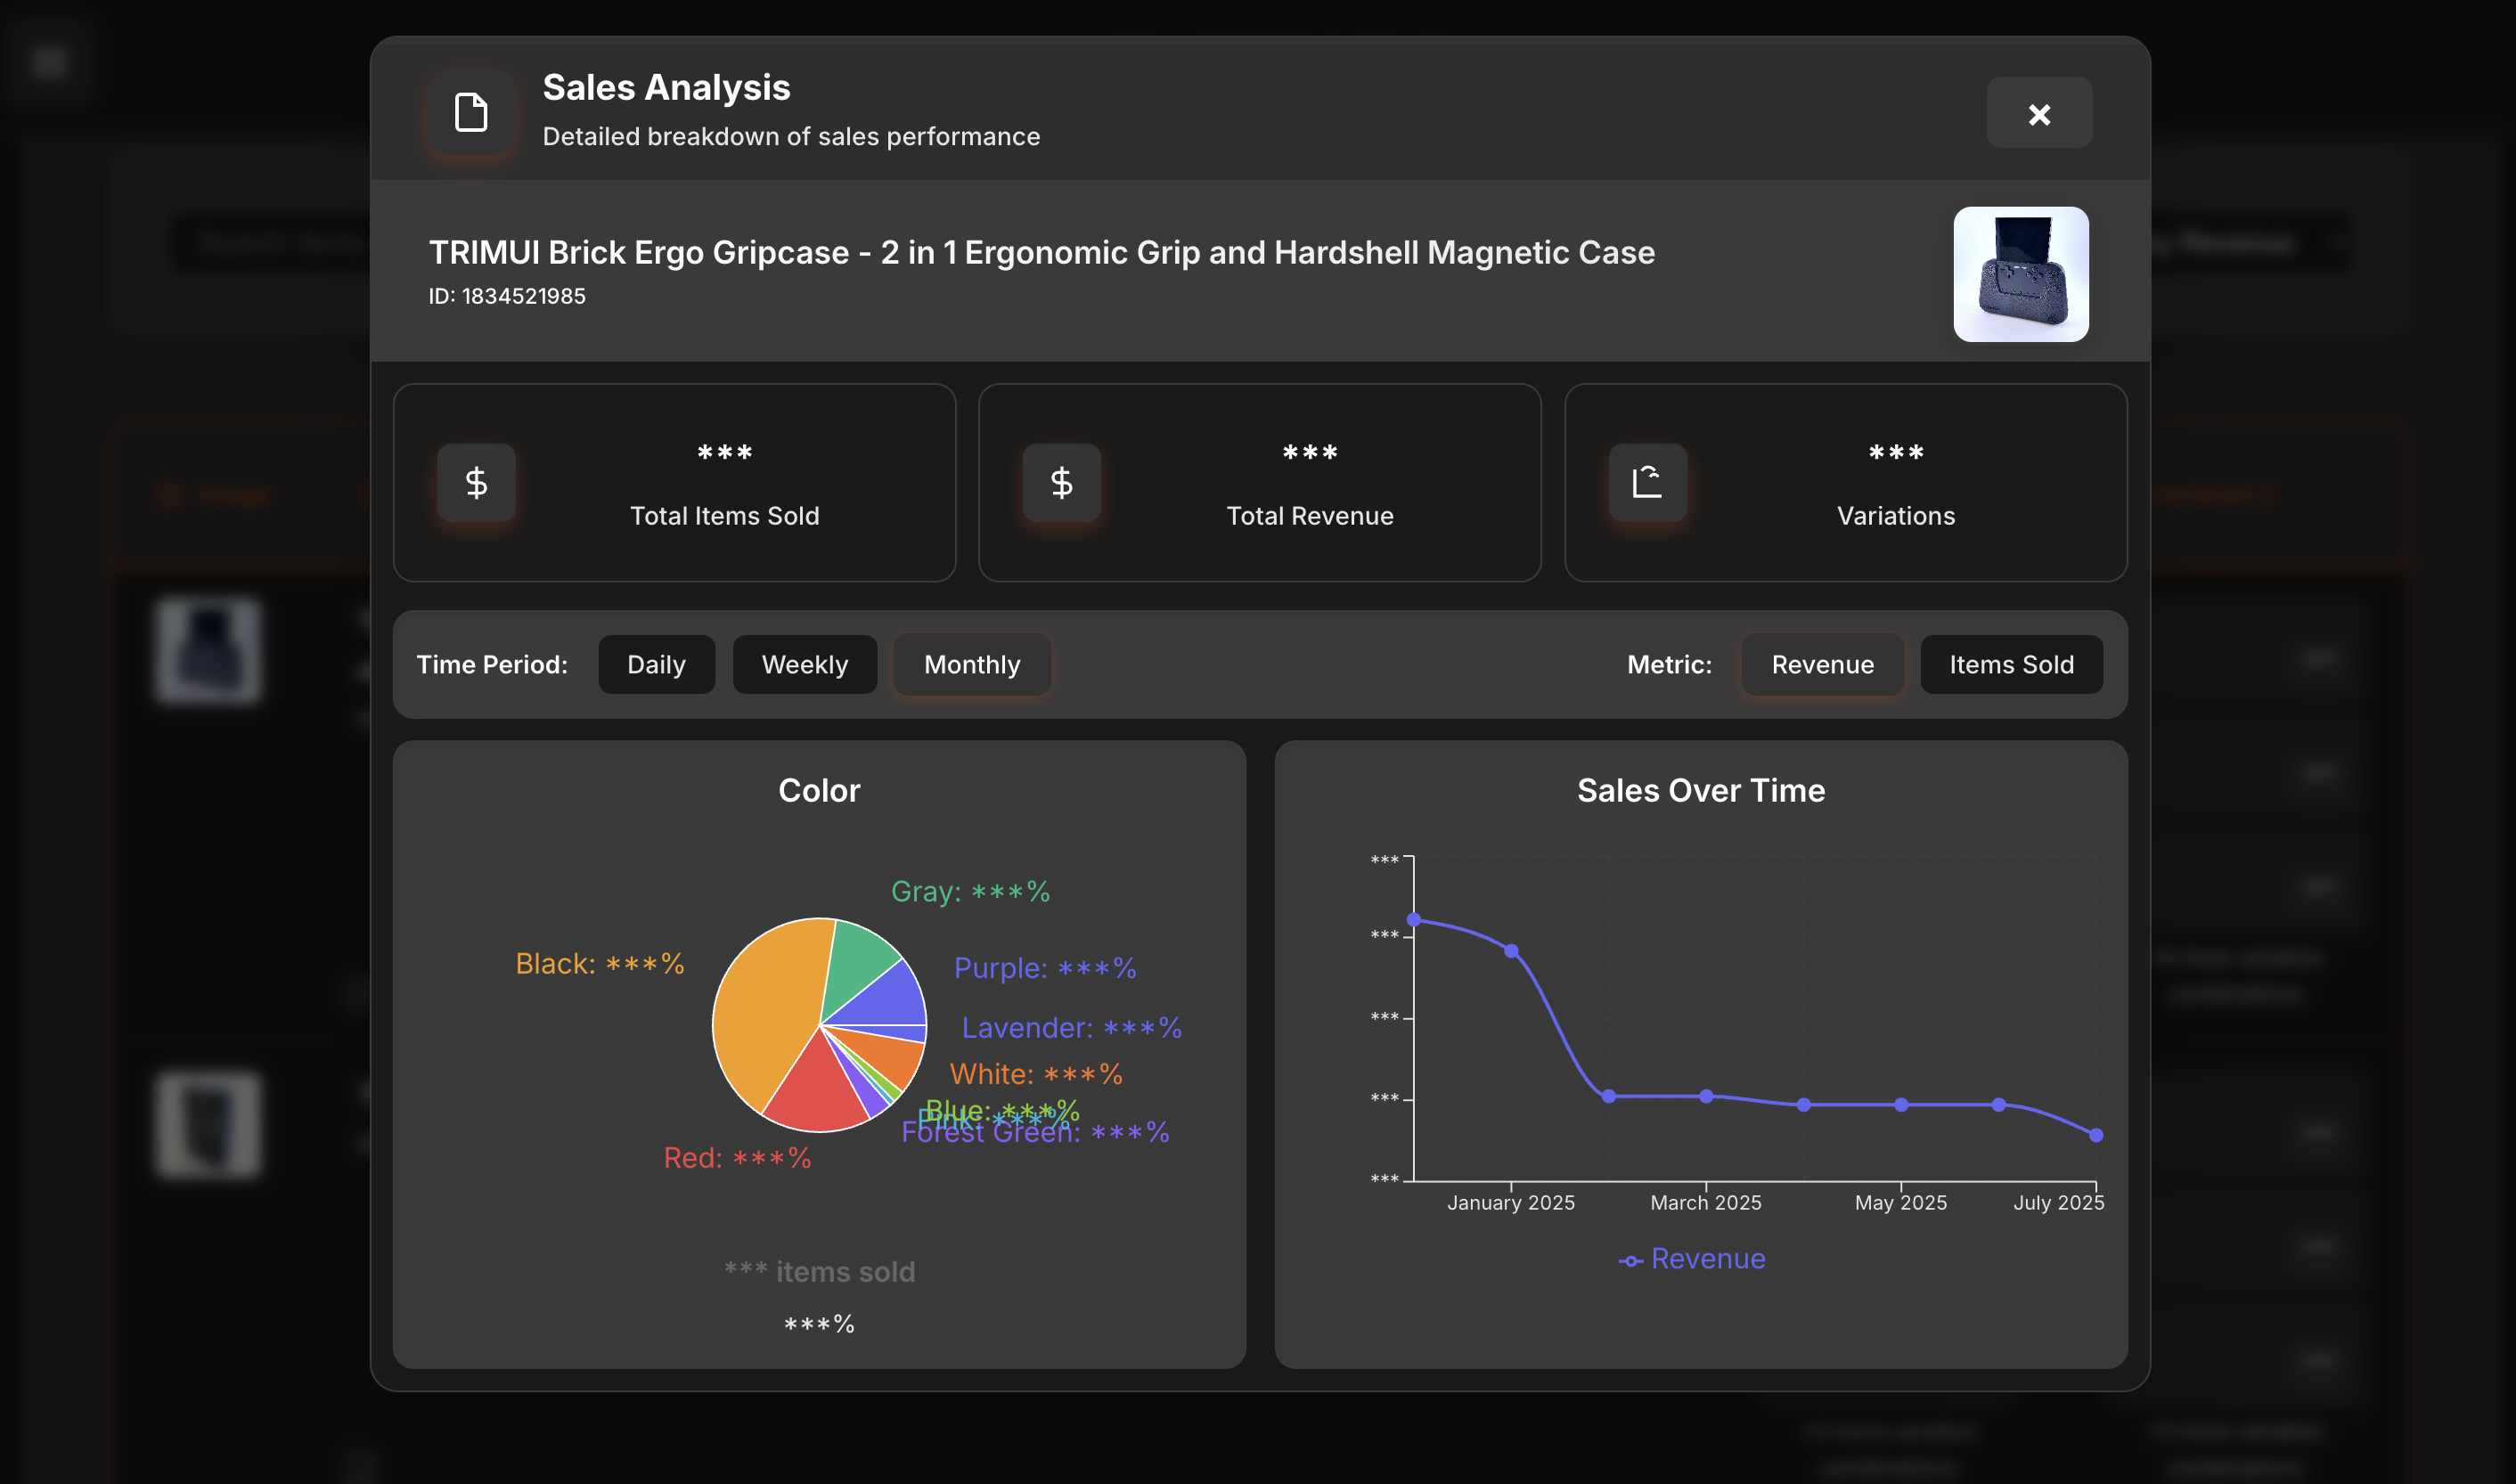 Sales Analysis
Detailed breakdown of sales performance
TRIMUI Brick Ergo Gripcase - 2 in 1 Ergonomic Grip and Hardshell Magnetic Case
ID: 1834521985
***
Total Items Sold
***
Total Revenue
***
Variations
Time Period:
Daily
Weekly
Monthly
Metric:
Revenue
Items Sold
Color
Gray: ***%
Black: ***%
Purple: ***%
Lavender: ***%
White: ***%
Blue: ***%
Pink: ***%
Forest Green: ***%
Red: ***%
*** items sold
***%
Sales Over Time
***
***
***
***
***
January 2025
March 2025
May 2025
July 2025
Revenue